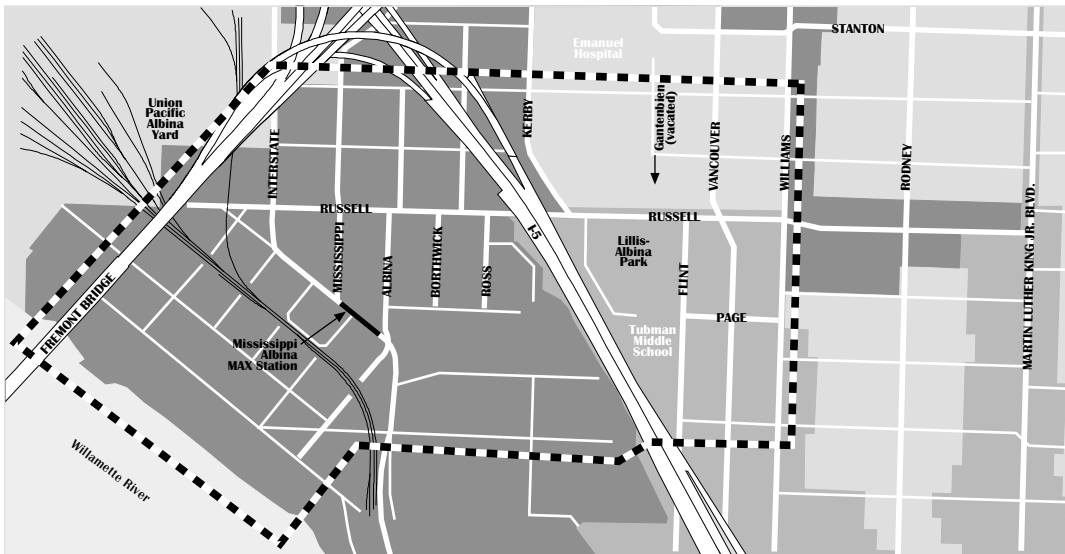 STANTON
Emanuel
Hospital
Union
Pacific
Albina
Yard
INTERSTATE
KERBY
Gantenbien
(vacated)
VANCOUVER
WILLIAMS
RODNEY
MARTIN LUTHER KING JR. BLVD.
RUSSELL
RUSSELL
MISSISSIPPI
ALBINA
BORTHWICK
ROSS
I-5
Lillis-
Albina
Park
FLINT
PAGE
FREMONT BRIDGE
Mississippi
Albina
MAX Station
Tubman
Middle
School
Willamette River